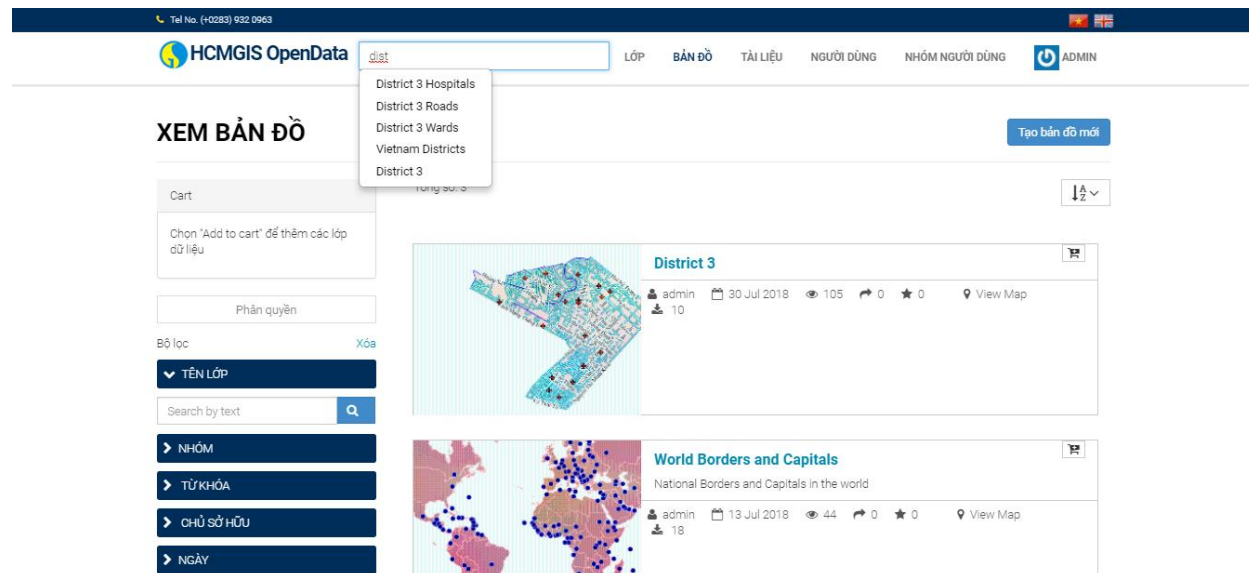 Tel No. (+0283) 932 0963
HCMGIS OpenData
dist
LỚP BẢN ĐỒ TÀI LIỆU NGƯỜI DÙNG NHÓM NGƯỜI DÙNG ADMIN
District 3 Hospitals
District 3 Roads
District 3 Wards
Vietnam Districts
District 3
XEM BẢN ĐỒ
Tạo bản đồ mới
Cart
Tổng số: 3
Chọn "Add to cart" để thêm các lớp
dữ liệu
Phân quyền
Bộ lọc Xóa
TÊN LỚP
Search by text
NHÓM
TỪ KHÓA
CHỦ SỞ HỮU
NGÀY
District 3
admin 30 Jul 2018 105 0 0 View Map
10
World Borders and Capitals
National Borders and Capitals in the world
admin 13 Jul 2018 44 0 0 View Map
18